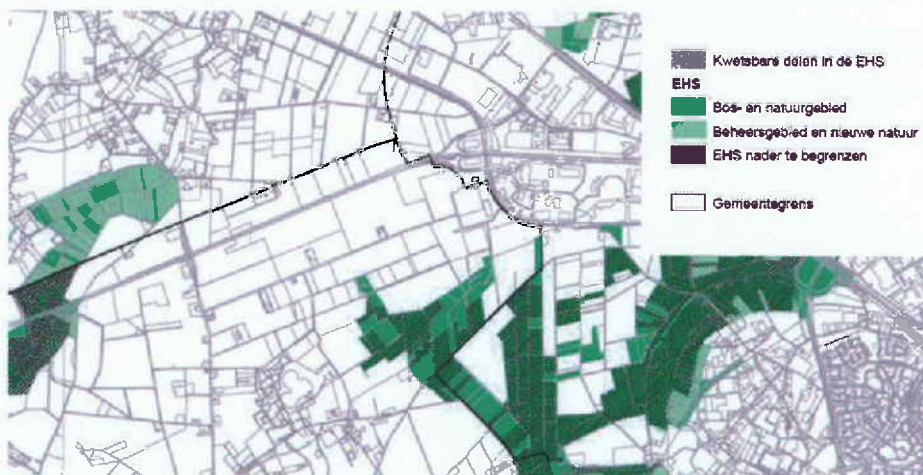 Kwetsbare delen in de EHS
EHS
Bos- en natuurgebied
Beheersgebied en nieuwe natuur
EHS nader te begrenzen
Gemeentegrens